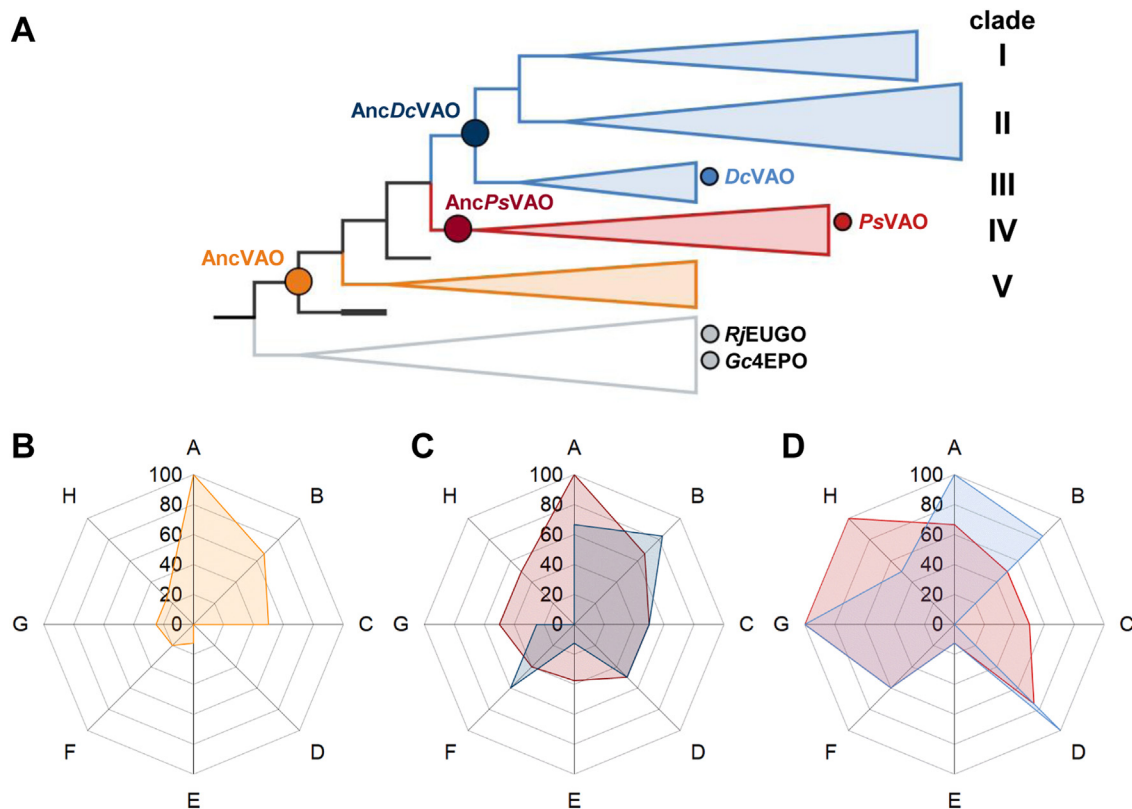 A
clade
I
AncDcVAO
II
DcVAO
III
AncPsVAO
PsVAO
IV
AncVAO
V
RjEUGO
Gc4EPO
B
A
B
C
D
E
F
G
H
100
80
60
40
20
0
C
A
B
C
D
E
F
G
H
100
80
60
40
20
0
D
A
B
C
D
E
F
G
H
100
80
60
40
20
0